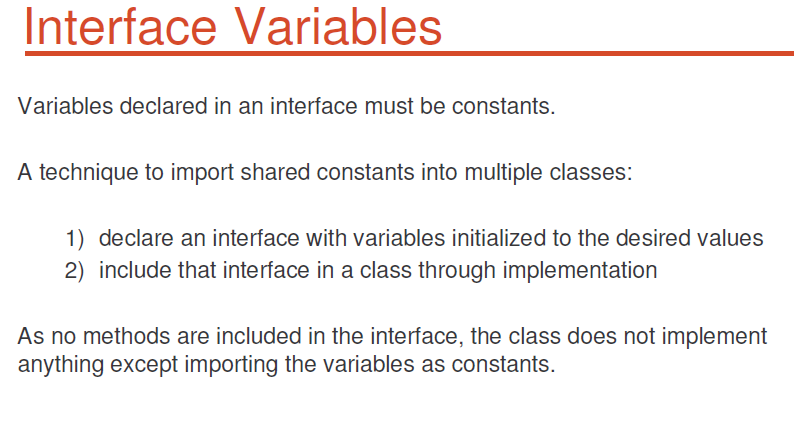 Interface Variables
Variables declared in an interface must be constants.
A technique to import shared constants into multiple classes:
1) declare an interface with variables initialized to the desired values
2) include that interface in a class through implementation
As no methods are included in the interface, the class does not implement
anything except importing the variables as constants.